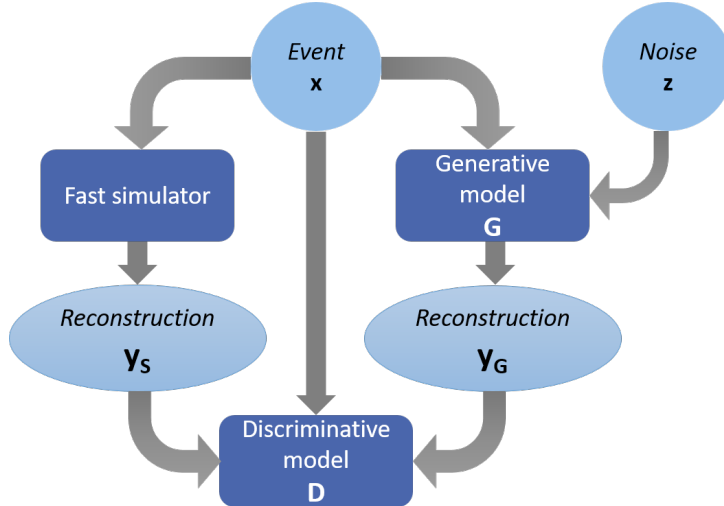 Event
x
Noise
z
Fast simulator
Generative
model
G
Reconstruction
yS
Reconstruction
yG
Discriminative
model
D